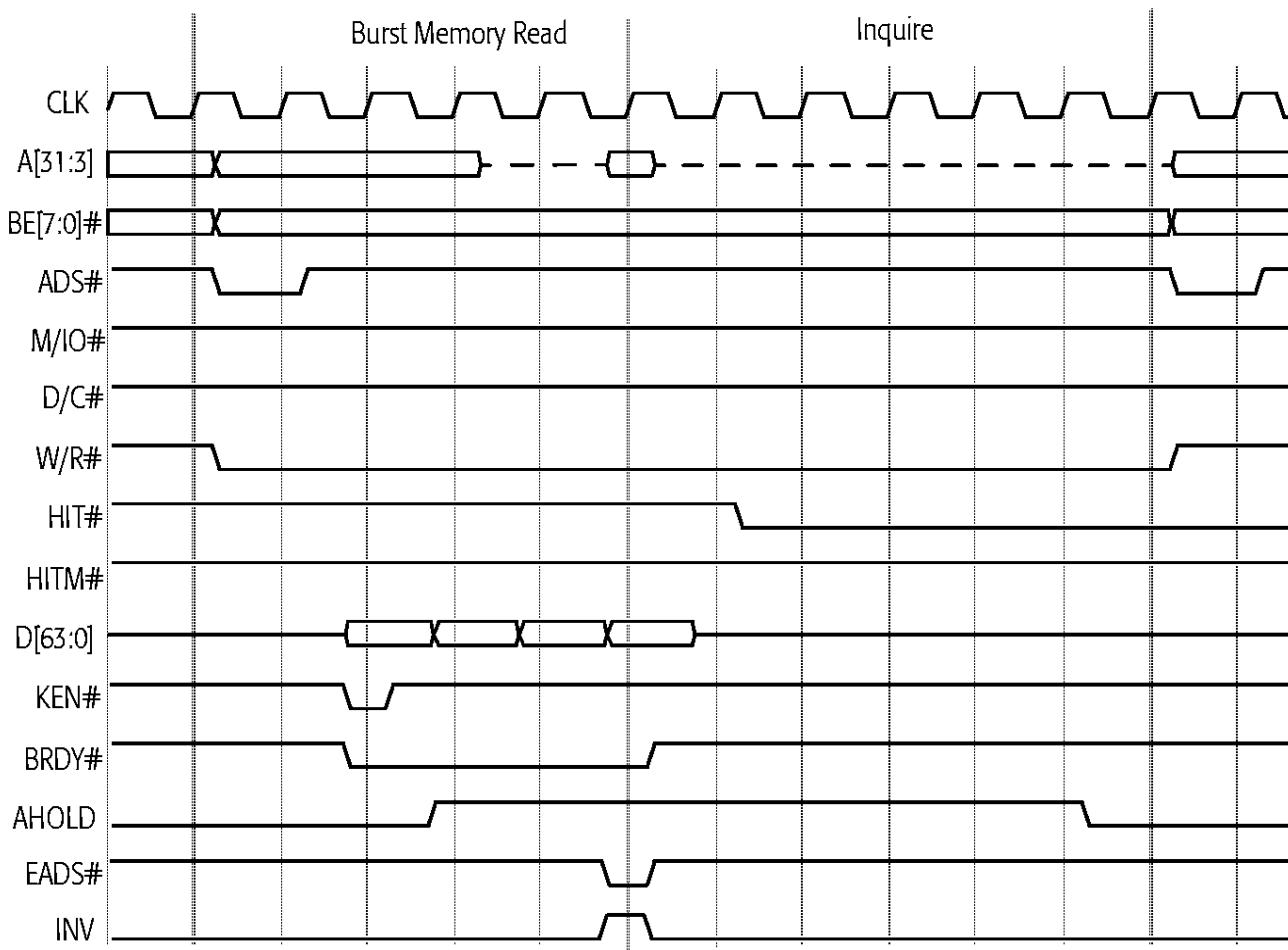 Burst Memory Read
Inquire
CLK
A[31:3]
BE[7:0]#
ADS#
M/IO#
D/C#
W/R#
HIT#
HITM#
D[63:0]
KEN#
BRDY#
AHOLD
EADS#
INV